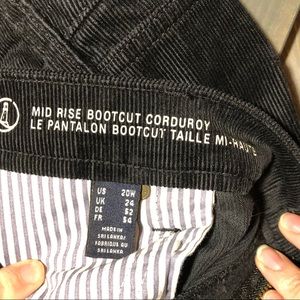 MID RISE BOOTCUT CORDUROY
LE PANTALON BOOTCUT TAILLE MI-HAUTE
US 20W
UK 24
DE 52
FR 54
MADE IN
SRI LANKA/
FABRIQUÉ AU
SRI LANKA